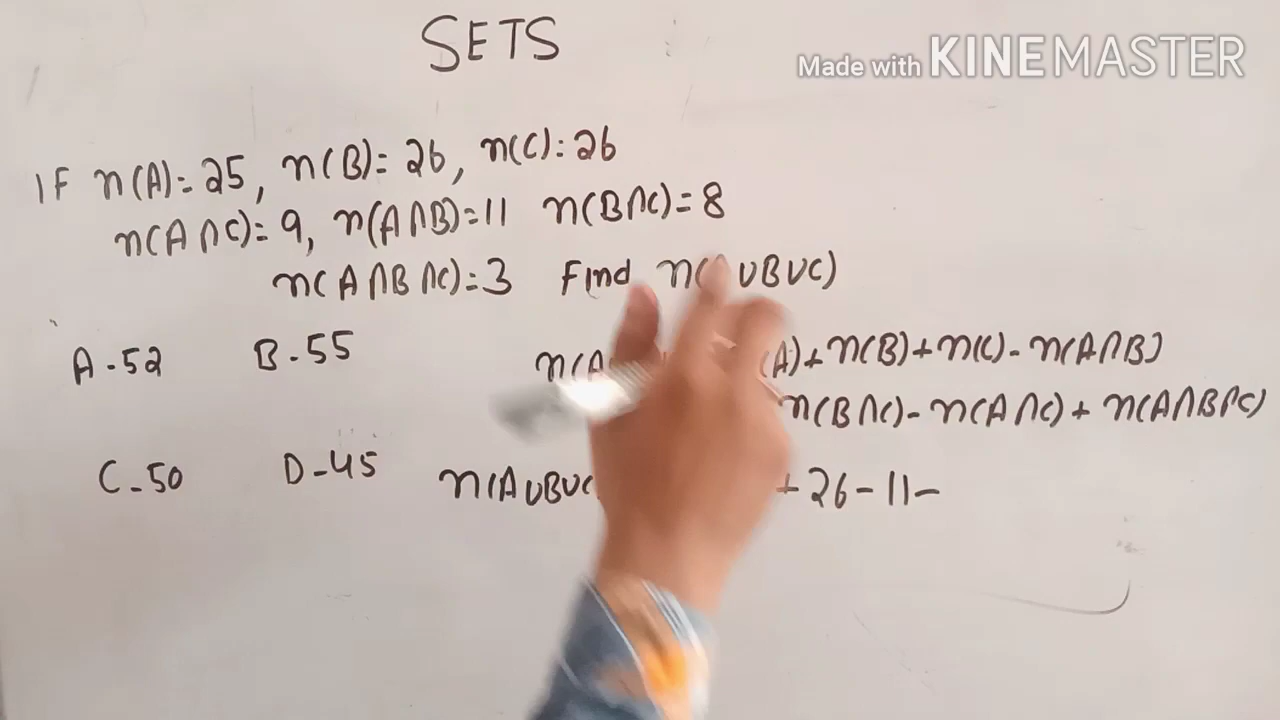 SETS
Made with KINEMASTER
IF n(A)=25, n(B)=26, n(C)=26
n(A∩C)=9, n(A∩B)=11 n(B∩C)=8
n(A∩B∩C)=3 Find n( ∪B∪C)
A-52 B-55
n(A (A)+n(B)+n(C)-n(A∩B)
n(B∩C)-n(A∩C)+n(A∩B∩C)
C-50 D-45
n(A∪B∪C +26-11-